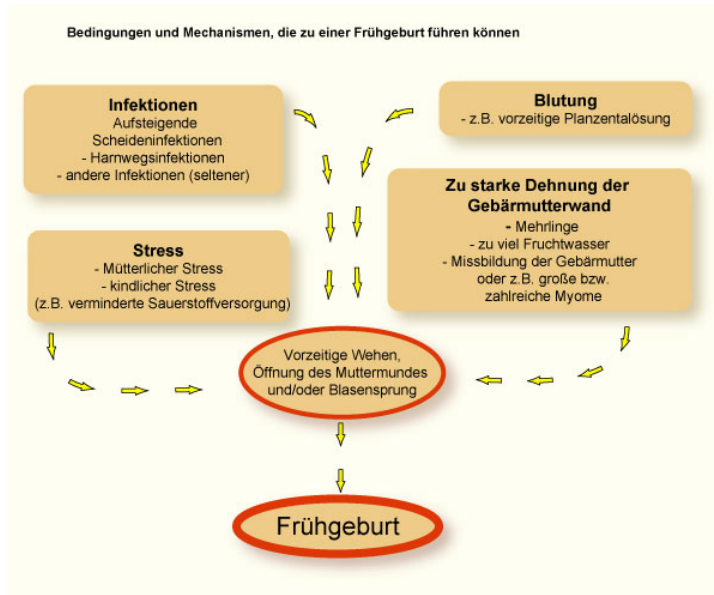 Bedingungen und Mechanismen, die zu einer Frühgeburt führen können
Infektionen
Aufsteigende
Scheideninfektionen
- Harnwegsinfektionen
- andere Infektionen (seltener)
Blutung
- z.B. vorzeitige Planzentalösung
Zu starke Dehnung der
Gebärmutterwand
- Mehrlinge
- zu viel Fruchtwasser
- Missbildung der Gebärmutter
oder z.B. große bzw.
zahlreiche Myome
Stress
- Mütterlicher Stress
- kindlicher Stress
(z.B. verminderte Sauerstoffversorgung)
Vorzeitige Wehen,
Öffnung des Muttermundes
und/oder Blasensprung
Frühgeburt